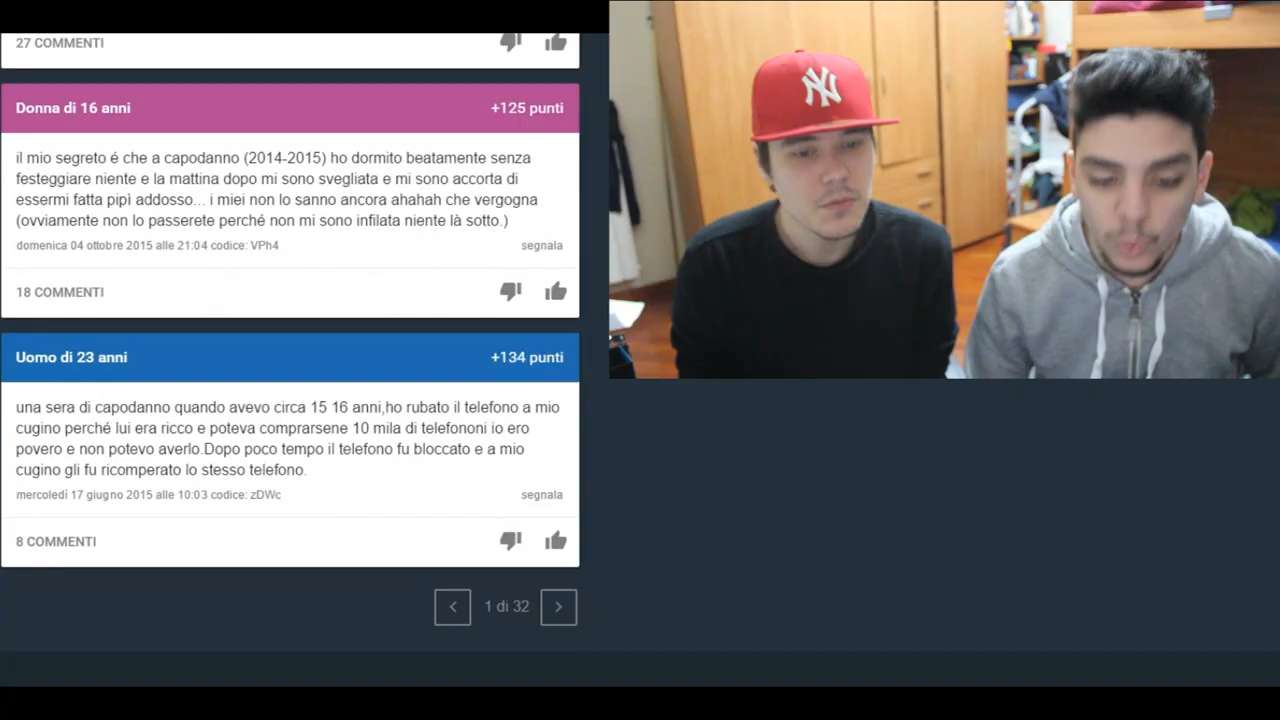 27 COMMENTI
Donna di 16 anni +125 punti
il mio segreto é che a capodanno (2014-2015) ho dormito beatamente senza
festeggiare niente e la mattina dopo mi sono svegliata e mi sono accorta di
essermi fatta pipì addosso... i miei non lo sanno ancora ahahah che vergogna
(ovviamente non lo passerete perché non mi sono infilata niente là sotto.)
domenica 04 ottobre 2015 alle 21:04 codice: VPh4 segnala
18 COMMENTI
Uomo di 23 anni +134 punti
una sera di capodanno quando avevo circa 15 16 anni,ho rubato il telefono a mio
cugino perché lui era ricco e poteva comprarsene 10 mila di telefononi io ero
povero e non potevo averlo.Dopo poco tempo il telefono fu bloccato e a mio
cugino gli fu ricomperato lo stesso telefono.
mercoledì 17 giugno 2015 alle 10:03 codice: zDWc segnala
8 COMMENTI
1 di 32
NY